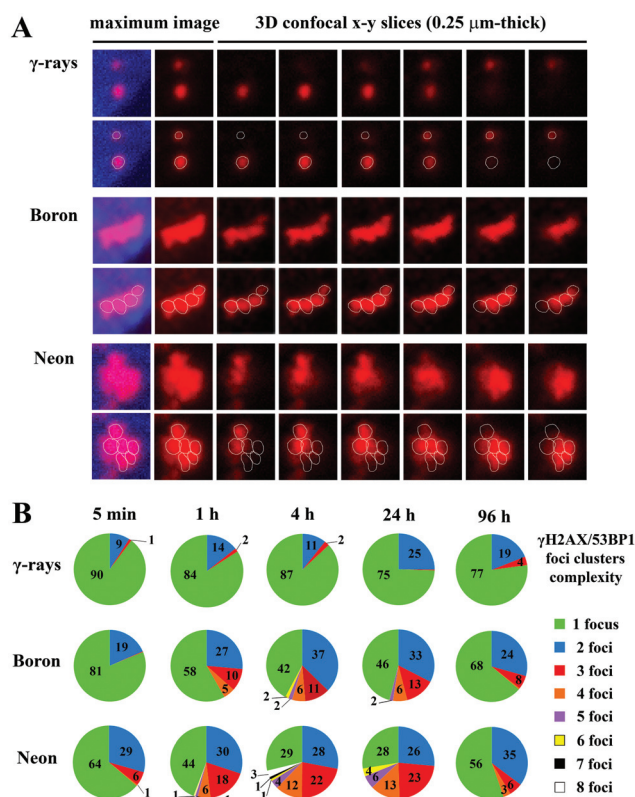 A
maximum image 3D confocal x-y slices (0.25 μm-thick)
γ-rays
Boron
Neon
B
5 min 1 h 4 h 24 h 96 h
γH2AX/53BP1
foci clusters
complexity
γ-rays
90 9 1
84 14 2
87 11 2
75 25
77 19 4
Boron
81 19
58 27 10 5
42 37 11 6 2 2
46 33 13 6 2
68 24 8
Neon
64 29 6 1
44 30 18 6 1
29 28 22 12 4 1 1 3
28 26 23 13 6 4
56 35 6 3
1 focus
2 foci
3 foci
4 foci
5 foci
6 foci
7 foci
8 foci